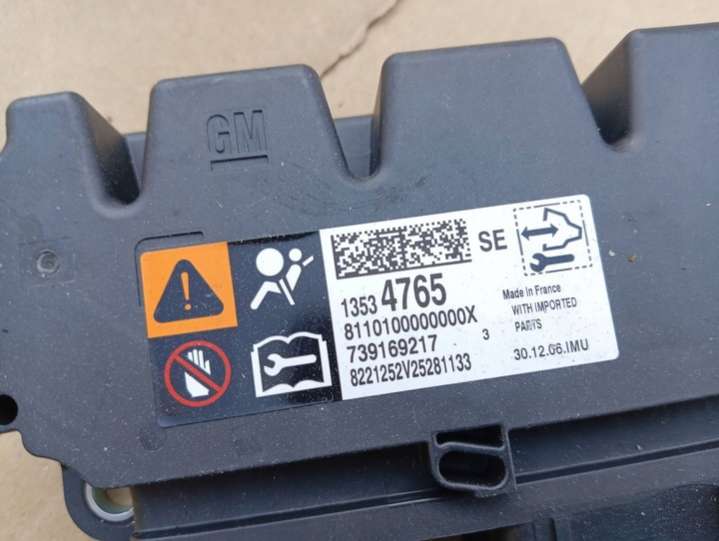 GM
SE
1353 4765
8110100000000X
739169217 3
8221252V25281133
Made in France
WITH IMPORTED
PARTS
30.12.06.IMU